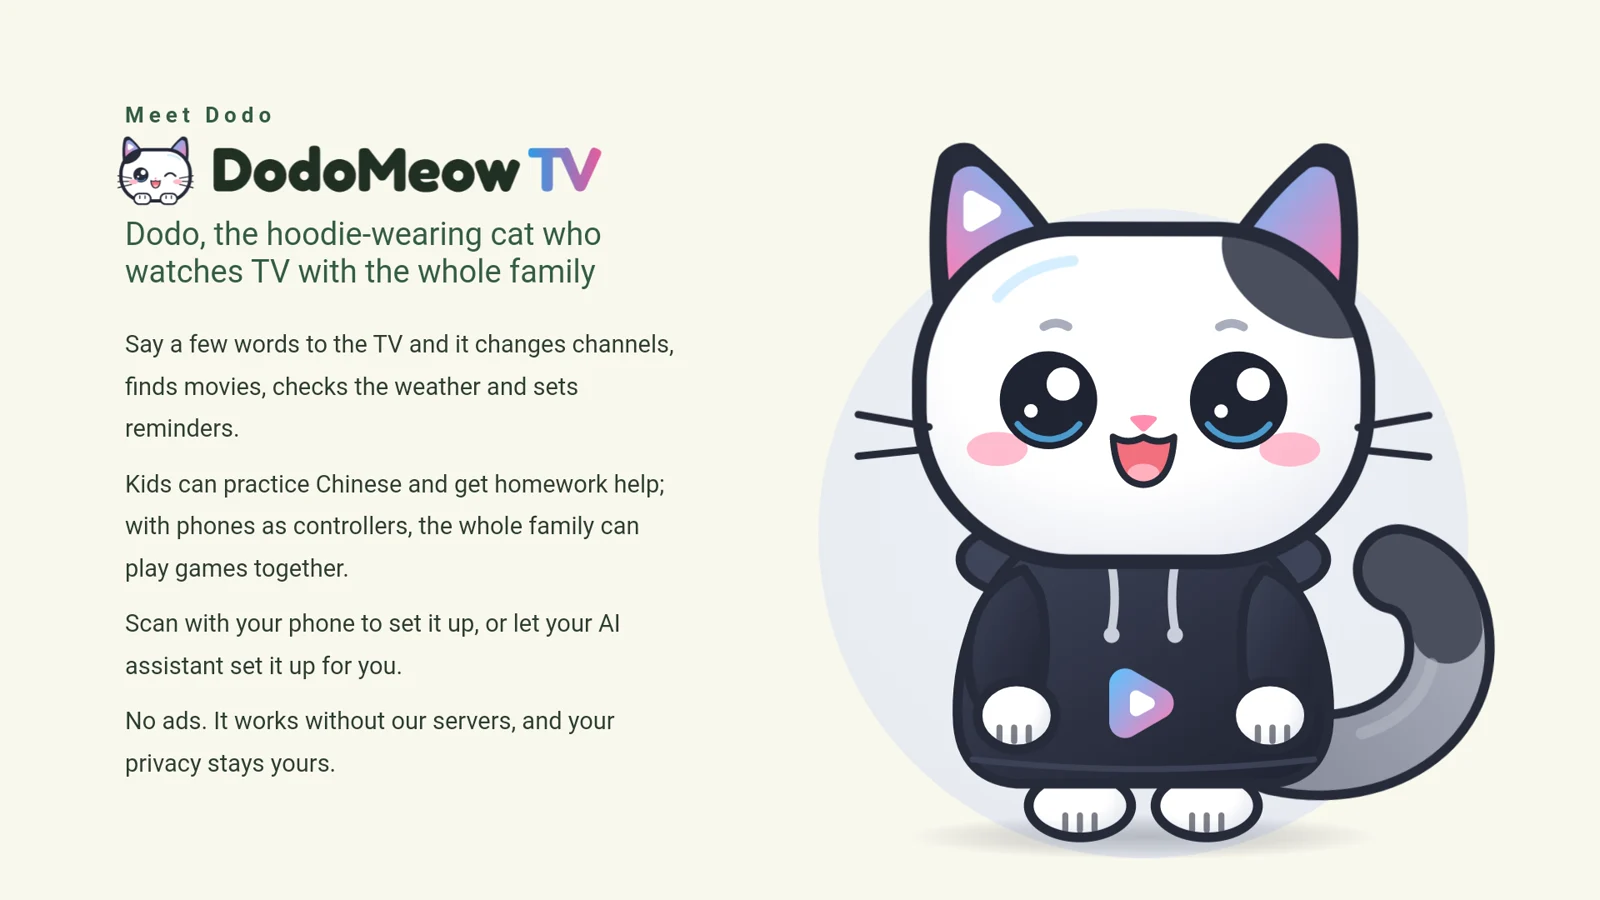 Meet Dodo
DodoMeow TV
Dodo, the hoodie-wearing cat who
watches TV with the whole family
Say a few words to the TV and it changes channels,
finds movies, checks the weather and sets
reminders.
Kids can practice Chinese and get homework help;
with phones as controllers, the whole family can
play games together.
Scan with your phone to set it up, or let your AI
assistant set it up for you.
No ads. It works without our servers, and your
privacy stays yours.